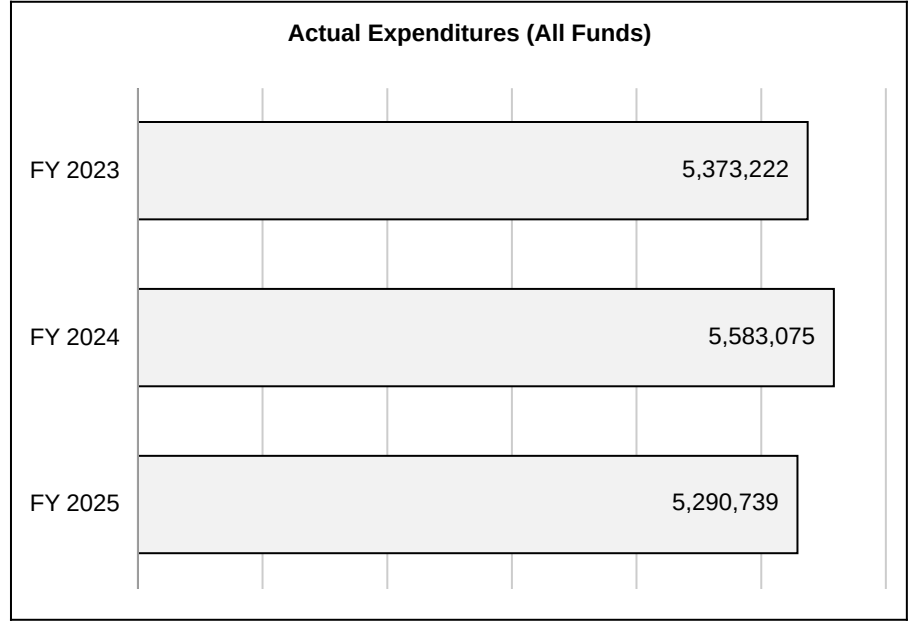 Actual Expenditures (All Funds)
FY 2023
5,373,222
FY 2024
5,583,075
FY 2025
5,290,739